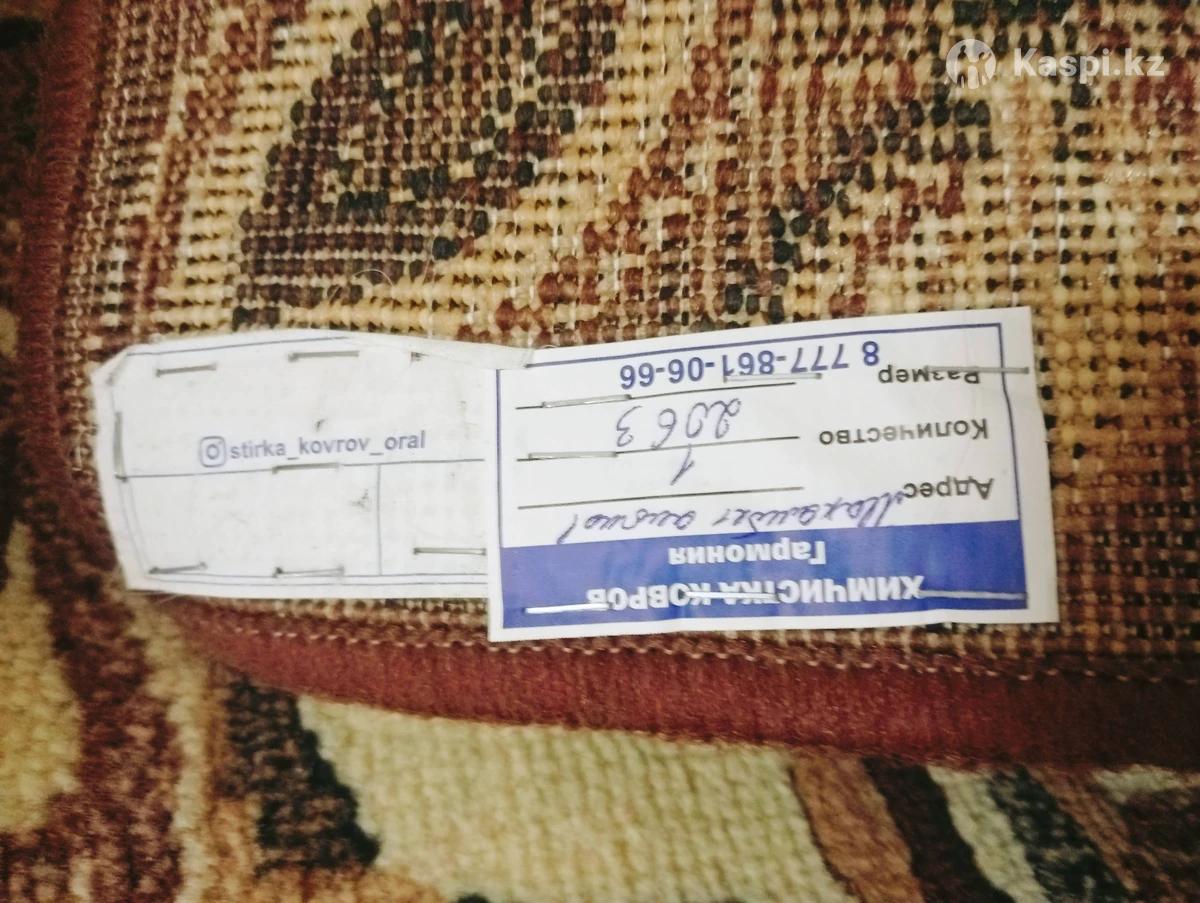 Kaspi.kz
stirka_kovrov_oral
ХИМЧИСТКА КОВРОВ
Гармония
Адрес
Количество 1
Размер
8 777-861-06-66